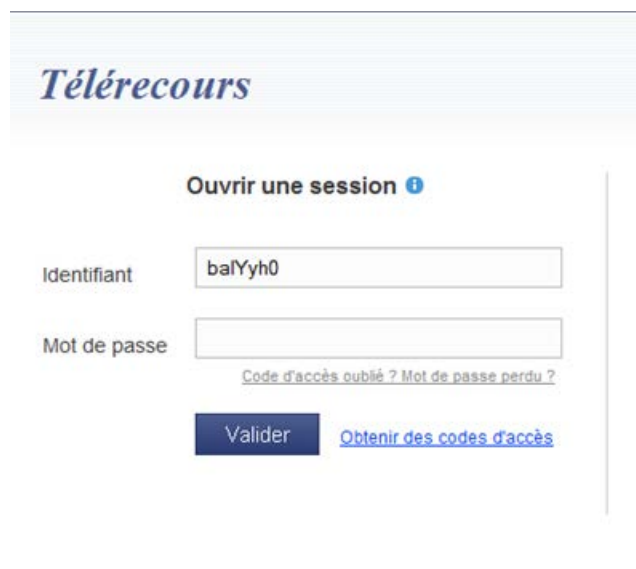 Télérecours
Ouvrir une session
Identifiant
balYyh0
Mot de passe
Code d'accès oublié ? Mot de passe perdu ?
Valider
Obtenir des codes d'accès